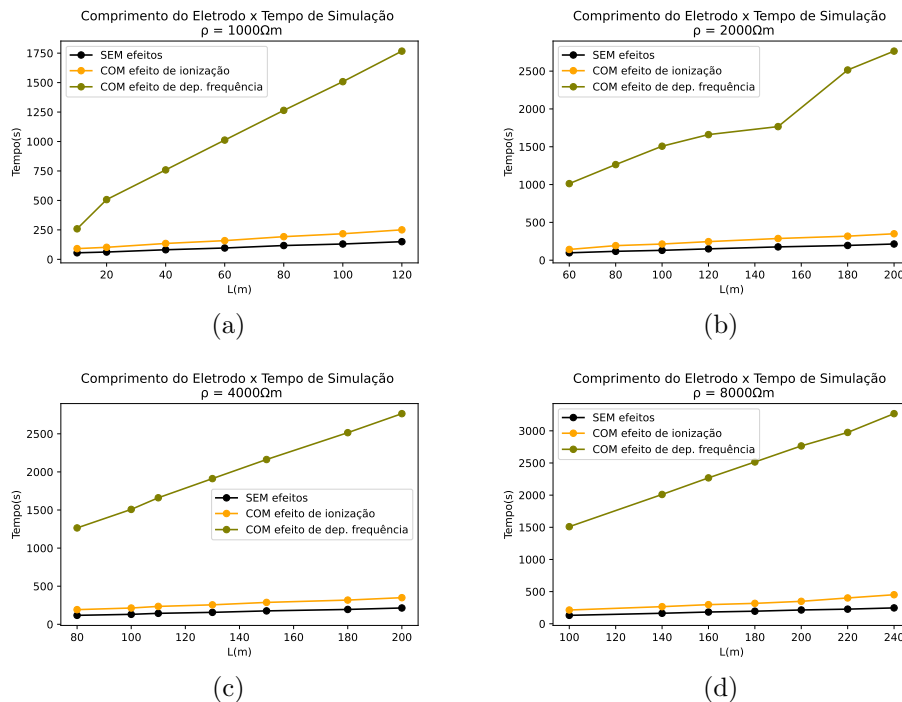 Comprimento do Eletrodo x Tempo de Simulação
ρ = 1000Ωm
SEM efeitos
COM efeito de ionização
COM efeito de dep. frequência
Tempo(s)
1750
1500
1250
1000
750
500
250
0
20 40 60 80 100 120
L(m)
(a)
Comprimento do Eletrodo x Tempo de Simulação
ρ = 2000Ωm
SEM efeitos
COM efeito de ionização
COM efeito de dep. frequência
Tempo(s)
2500
2000
1500
1000
500
0
60 80 100 120 140 160 180 200
L(m)
(b)
Comprimento do Eletrodo x Tempo de Simulação
ρ = 4000Ωm
SEM efeitos
COM efeito de ionização
COM efeito de dep. frequência
Tempo(s)
2500
2000
1500
1000
500
0
80 100 120 140 160 180 200
L(m)
(c)
Comprimento do Eletrodo x Tempo de Simulação
ρ = 8000Ωm
SEM efeitos
COM efeito de ionização
COM efeito de dep. frequência
Tempo(s)
3000
2500
2000
1500
1000
500
0
100 120 140 160 180 200 220 240
L(m)
(d)